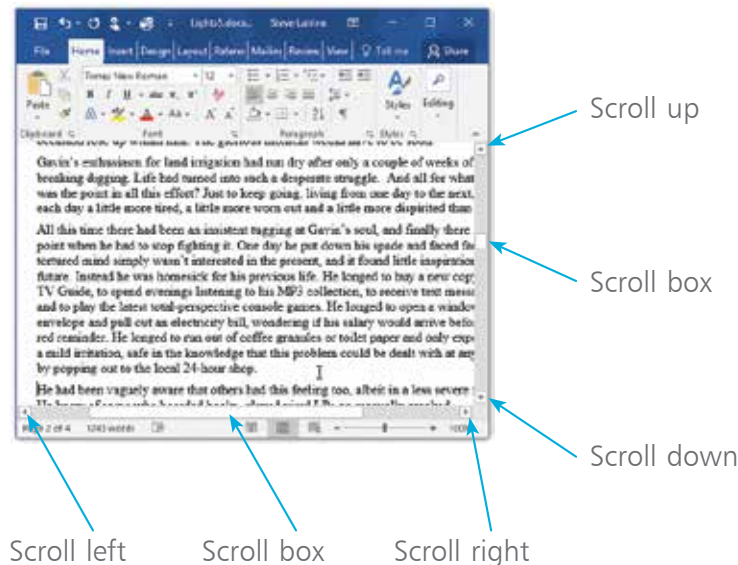 Lights5.docx... Steve Lattine
File Home Insert Design Layout Referen Mailin Review View Tell me Share
Times New Roman 12
Paste
B I U abc x, x²
Aa A A
Styles Editing
Clipboard Font Paragraph Styles
Gavin's enthusiasm for land irrigation had run dry after only a couple of weeks of
breaking digging. Life had turned into such a desperate struggle. And all for what
was the point in all this effort? Just to keep going, living from one day to the next,
each day a little more tired, a little more worn out and a little more dispirited than
All this time there had been an insistent tugging at Gavin's soul, and finally there
point when he had to stop fighting it. One day he put down his spade and faced
tortured mind simply wasn't interested in the present, and it found little inspiration
future. Instead he was homesick for his previous life. He longed to buy a new copy
TV Guide, to spend evenings listening to his MP3 collection, to receive text
and to play the latest total-perspective console games. He longed to open a window
envelope and pull out an electricity bill, wondering if his salary would arrive befo
red reminder. He longed to run out of coffee granules or toilet paper and only expe
a mild irritation, safe in the knowledge that this problem could be dealt with at any
by popping out to the local 24-hour shop.
He had been vaguely aware that others had this feeling too, albeit in a less severe
Page 2 of 4 1243 words 100%
Scroll up
Scroll box
Scroll down
Scroll left Scroll box Scroll right